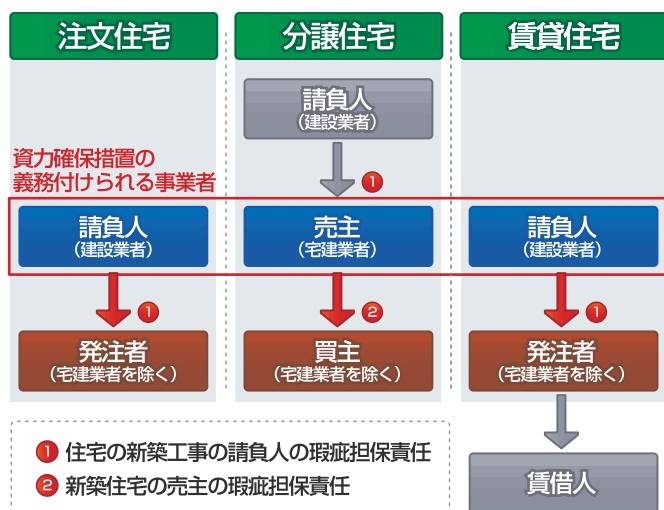 注文住宅
分譲住宅
賃貸住宅
請負人
(建設業者)
1
資力確保措置の
義務付けられる事業者
請負人
(建設業者)
売主
(宅建業者)
請負人
(建設業者)
1
2
1
発注者
(宅建業者を除く)
買主
(宅建業者を除く)
発注者
(宅建業者を除く)
1 住宅の新築工事の請負人の瑕疵担保責任
2 新築住宅の売主の瑕疵担保責任
賃借人